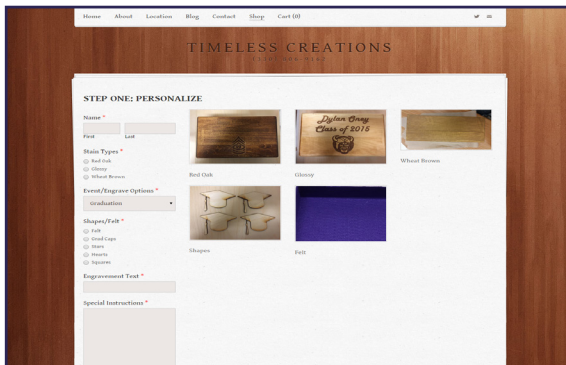 Home About Location Blog Contact Shop Cart (0)
TIMELESS CREATIONS
STEP ONE: PERSONALIZE
Name *
First Last
Stain Types *
Red Oak
Glossy
Wheat Brown
Event/Engrave Options *
Graduation
Shapes/Felt *
Felt
Grad Caps
Stars
Hearts
Squares
Engravement Text *
Special Instructions *
Dylan Oney
Class of 2015
Red Oak
Glossy
Wheat Brown
Shapes
Felt